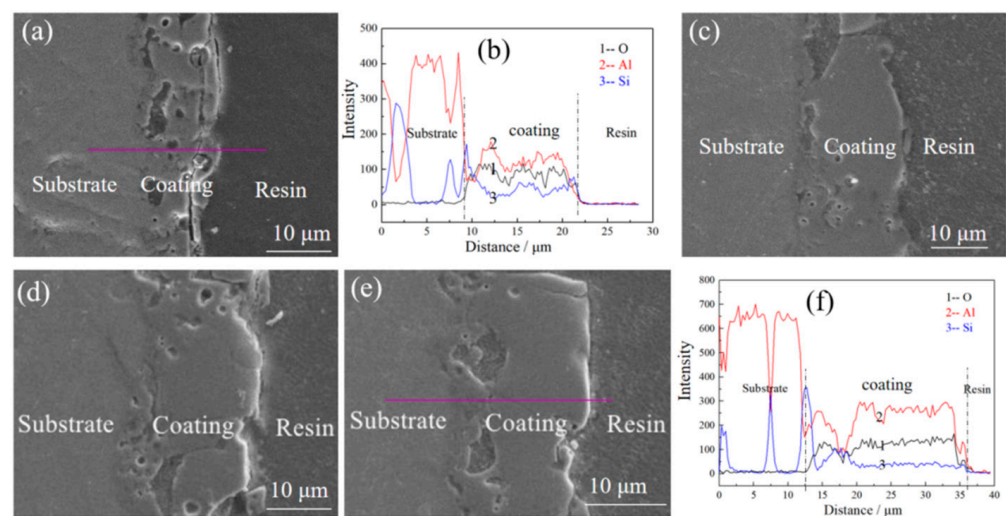 (a)
Substrate
Coating
Resin
10 μm
(b)
Intensity
500
400
300
200
100
0
1-- O
2-- Al
3-- Si
Substrate
coating
Resin
2
1
3
0 5 10 15 20 25 30
Distance / μm
(c)
Substrate
Coating
Resin
10 μm
(d)
Substrate
Coating
Resin
10 μm
(e)
Substrate
Coating
Resin
10 μm
(f)
Intensity
800
700
600
500
400
300
200
100
0
1-- O
2-- Al
3-- Si
Substrate
coating
Resin
2
1
3
0 5 10 15 20 25 30 35 40
Distance / μm